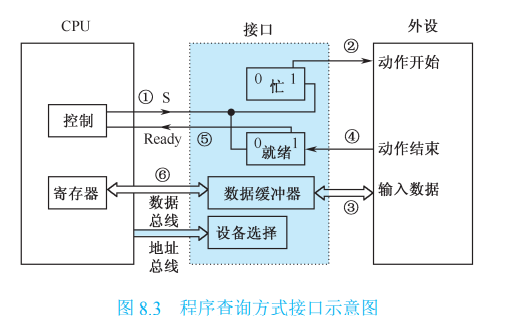 CPU
接口
外设
②
0 1
忙
动作开始
① S
控制
Ready ⑤
0 1
就绪
④
动作结束
⑥
寄存器
数据缓冲器
输入数据
③
数据
总线
设备选择
地址
总线
图 8.3 程序查询方式接口示意图